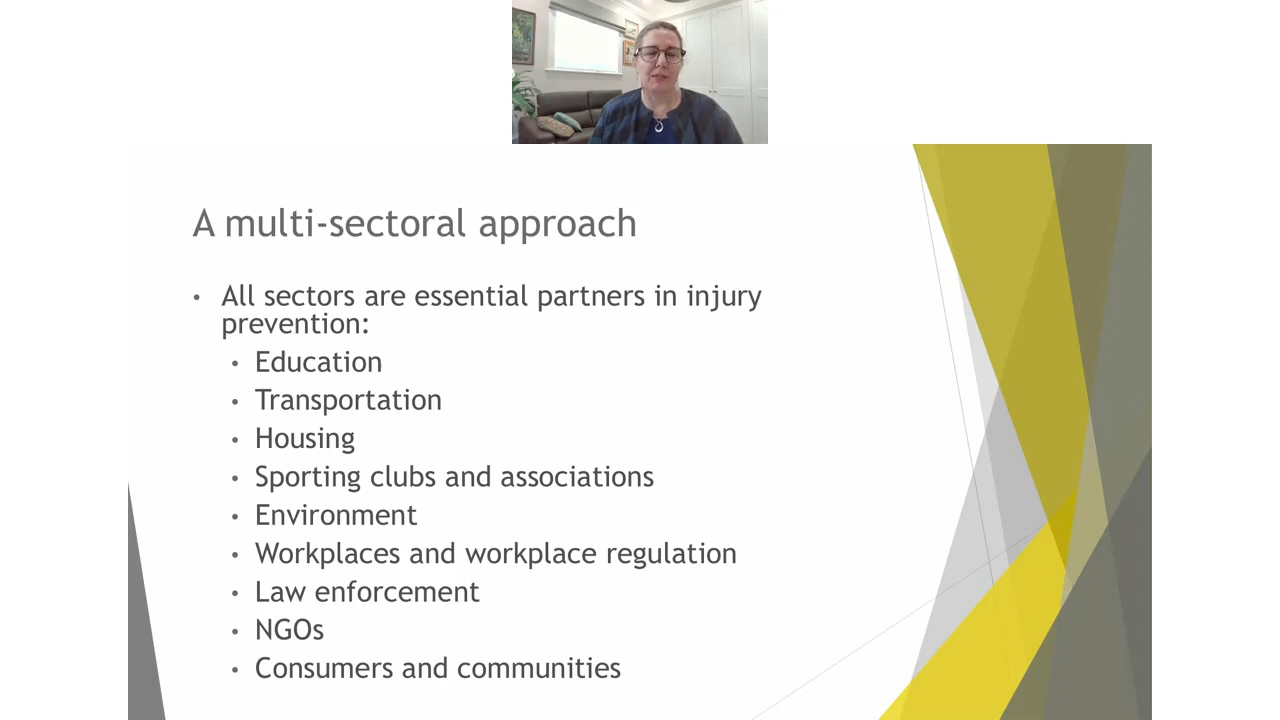 A multi-sectoral approach
• All sectors are essential partners in injury
prevention:
• Education
• Transportation
• Housing
• Sporting clubs and associations
• Environment
• Workplaces and workplace regulation
• Law enforcement
• NGOs
• Consumers and communities